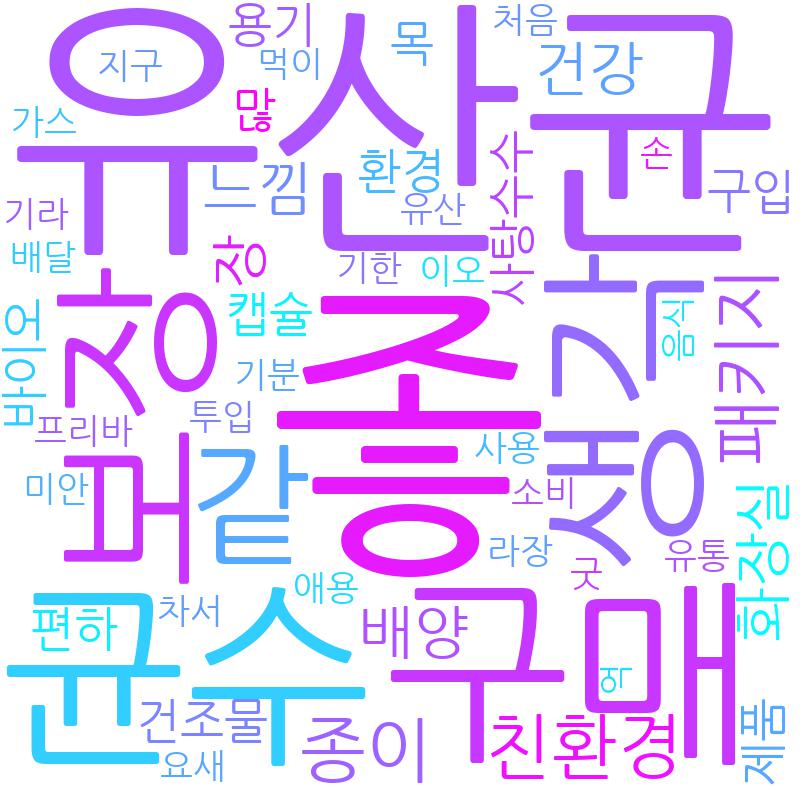 유산균
용기
목
처음
지구
먹이
건강
많
가스
손
느낌
환경
사탕수수
구입
유산
기라
배달
장
기한
이오
보장
캡슐
좋
생각
음식
패키지
바이오
기분
프리바
투입
같
사용
미안
소비
화장실
라장
유통
굿
애용
균수
구
모
편하
차서
배양
억
건조물
종이
친환경
제품
요새